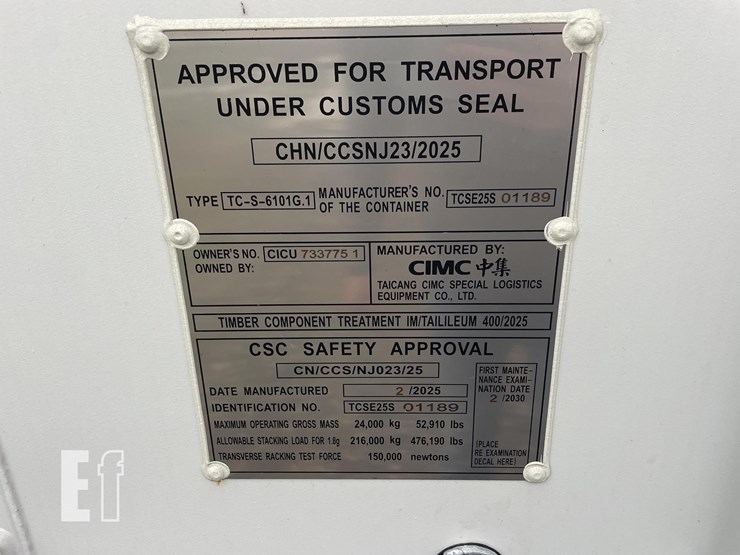 APPROVED FOR TRANSPORT
UNDER CUSTOMS SEAL
CHN/CCSNJ23/2025
TYPE TC-S-6101G.1 MANUFACTURER'S NO. OF THE CONTAINER TCSE25S 01189
OWNER'S NO. CICU 733775 1
OWNED BY:
MANUFACTURED BY:
CIMC 中集
TAICANG CIMC SPECIAL LOGISTICS
EQUIPMENT CO., LTD.
TIMBER COMPONENT TREATMENT IM/TAILILEUM 400/2025
CSC SAFETY APPROVAL
CN/CCS/NJ023/25
DATE MANUFACTURED 2 /2025
IDENTIFICATION NO. TCSE25S 01189
MAXIMUM OPERATING GROSS MASS 24,000 kg 52,910 lbs
ALLOWABLE STACKING LOAD FOR 1.8g 216,000 kg 476,190 lbs
TRANSVERSE RACKING TEST FORCE 150,000 newtons
FIRST MAINTE-
NANCE EXAMI-
NATION DATE
2 /2030
(PLACE
RE EXAMINATION
DECAL HERE)
Ef